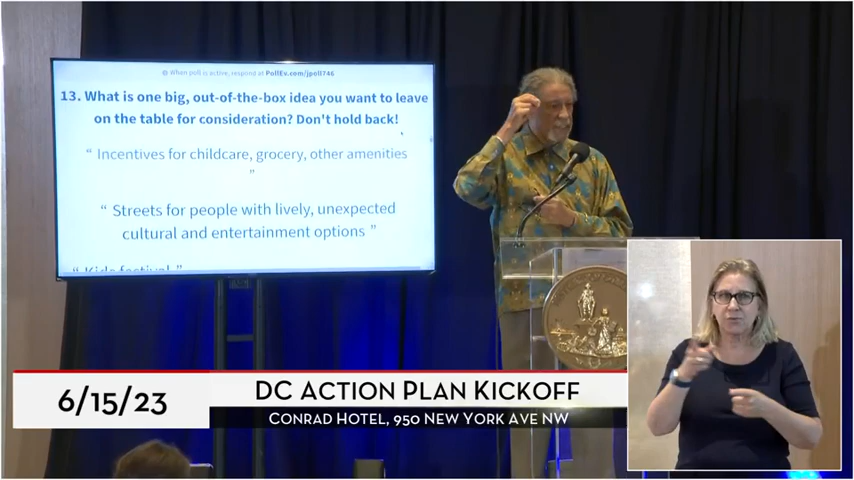 When poll is active, respond at PollEv.com/jpoll746
13. What is one big, out-of-the-box idea you want to leave
on the table for consideration? Don't hold back!
“ Incentives for childcare, grocery, other amenities
”
“ Streets for people with lively, unexpected
cultural and entertainment options ”
“ Kids festival ”
6/15/23
DC Action Plan Kickoff
Conrad Hotel, 950 New York Ave NW